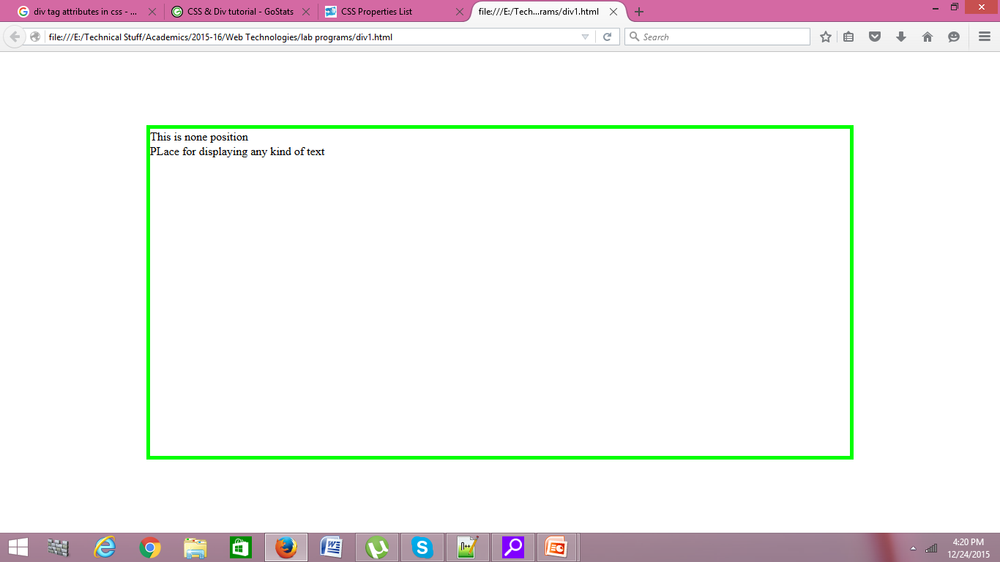 div tag attributes in css - ...
CSS & Div tutorial - GoStats
CSS Properties List
file:///E:/Tech...rams/div1.html
file:///E:/Technical Stuff/Academics/2015-16/Web Technologies/lab programs/div1.html
Search
This is none position
PLace for displaying any kind of text
4:20 PM
12/24/2015